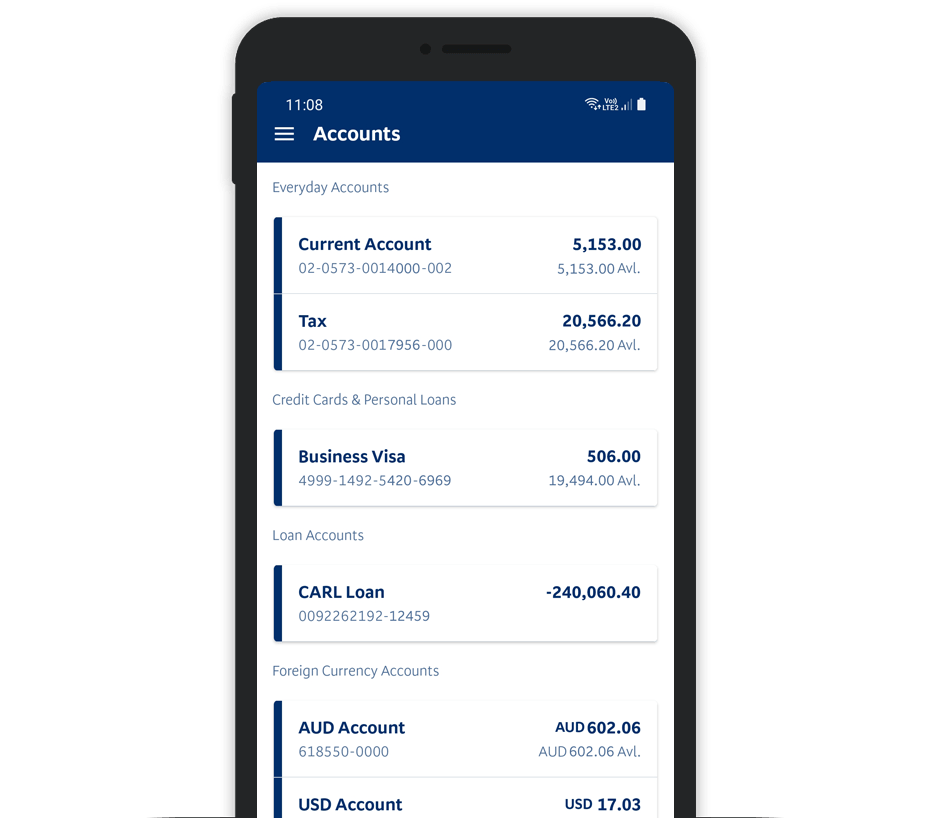 11:08
Vo))
LTE2
Accounts
Everyday Accounts
Current Account 5,153.00
02-0573-0014000-002 5,153.00 Avl.
Tax 20,566.20
02-0573-0017956-000 20,566.20 Avl.
Credit Cards & Personal Loans
Business Visa 506.00
4999-1492-5420-6969 19,494.00 Avl.
Loan Accounts
CARL Loan -240,060.40
0092262192-12459
Foreign Currency Accounts
AUD Account AUD 602.06
618550-0000 AUD 602.06 Avl.
USD Account USD 17.03